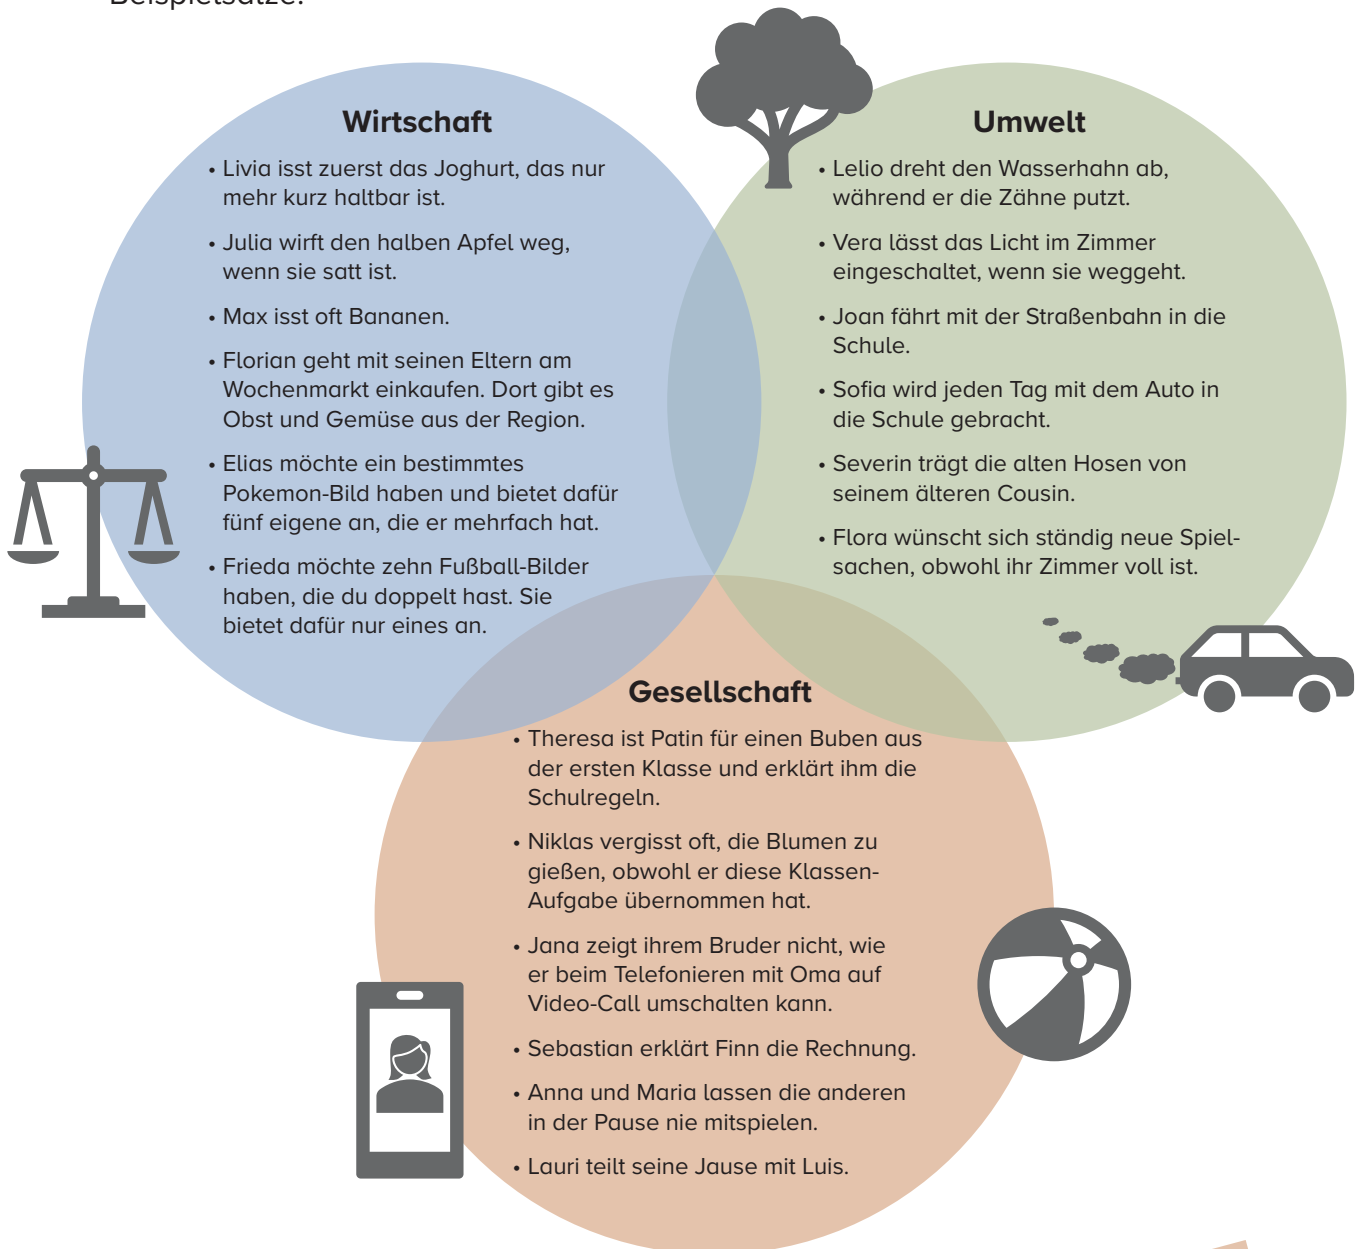 Beispielsätze.
Wirtschaft
• Livia isst zuerst das Joghurt, das nur
mehr kurz haltbar ist.
• Julia wirft den halben Apfel weg,
wenn sie satt ist.
• Max isst oft Bananen.
• Florian geht mit seinen Eltern am
Wochenmarkt einkaufen. Dort gibt es
Obst und Gemüse aus der Region.
• Elias möchte ein bestimmtes
Pokemon-Bild haben und bietet dafür
fünf eigene an, die er mehrfach hat.
• Frieda möchte zehn Fußball-Bilder
haben, die du doppelt hast. Sie
bietet dafür nur eines an.
Umwelt
• Lelio dreht den Wasserhahn ab,
während er die Zähne putzt.
• Vera lässt das Licht im Zimmer
eingeschaltet, wenn sie weggeht.
• Joan fährt mit der Straßenbahn in die
Schule.
• Sofia wird jeden Tag mit dem Auto in
die Schule gebracht.
• Severin trägt die alten Hosen von
seinem älteren Cousin.
• Flora wünscht sich ständig neue Spiel-
sachen, obwohl ihr Zimmer voll ist.
Gesellschaft
• Theresa ist Patin für einen Buben aus
der ersten Klasse und erklärt ihm die
Schulregeln.
• Niklas vergisst oft, die Blumen zu
gießen, obwohl er diese Klassen-
Aufgabe übernommen hat.
• Jana zeigt ihrem Bruder nicht, wie
er beim Telefonieren mit Oma auf
Video-Call umschalten kann.
• Sebastian erklärt Finn die Rechnung.
• Anna und Maria lassen die anderen
in der Pause nie mitspielen.
• Lauri teilt seine Jause mit Luis.